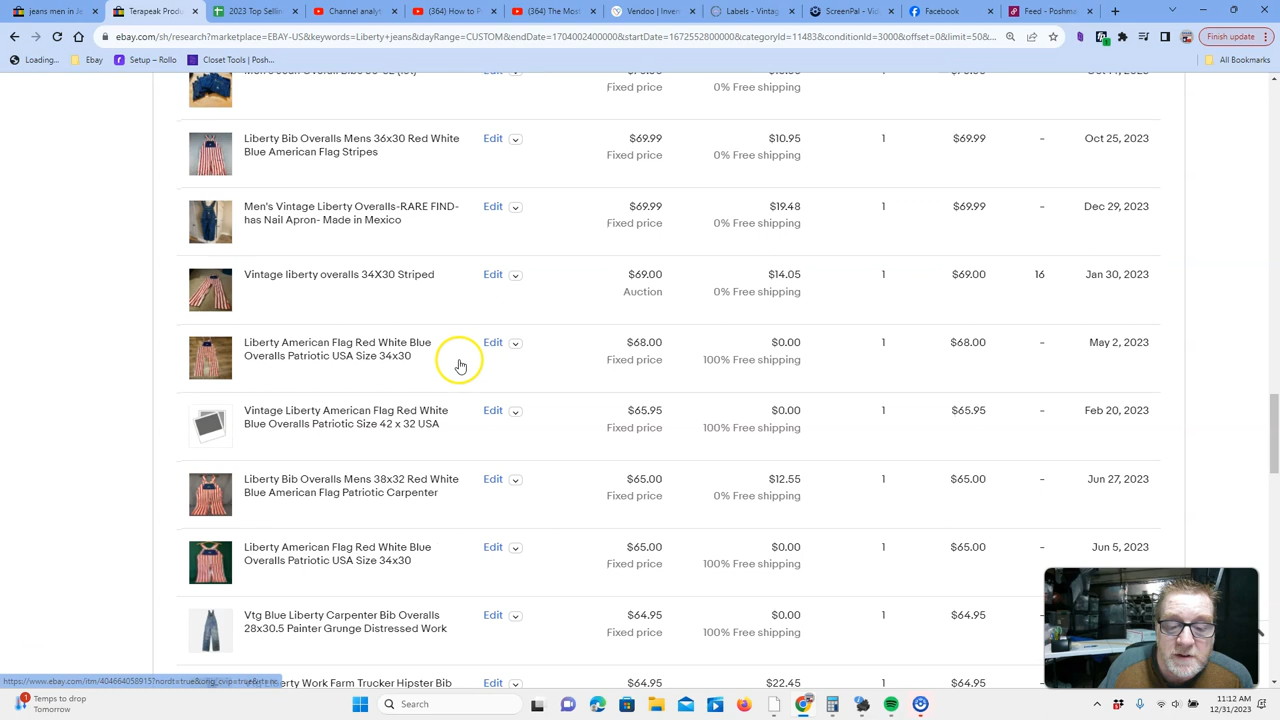 jeans men
Terapeak
2023 Top
Terapeak
(364) You
(364) The Most
Vendoo | Inven
Labels - Vintag
ScreenPal - Vid
Facebook
Feed - Poshm
ebay.com/sh/research?marketplace=EBAY-US&keywords=Liberty+jeans&dayRange=CUSTOM&endDate=1704002400000&startDate=1672552800000&categoryId=11483&conditionId=3000&offset=0&limit=50&...
Finish update
Loading...
Ebay
Setup – Rollo
Closet Tools | Posh...
All Bookmarks
Edit
Fixed price
0% Free shipping
Liberty Bib Overalls Mens 36x30 Red White
Blue American Flag Stripes
Edit
$69.99
Fixed price
$10.95
0% Free shipping
1
$69.99
-
Oct 25, 2023
Men's Vintage Liberty Overalls-RARE FIND-
has Nail Apron- Made in Mexico
Edit
$69.99
Fixed price
$19.48
0% Free shipping
1
$69.99
-
Dec 29, 2023
Vintage liberty overalls 34X30 Striped
Edit
$69.00
Auction
$14.05
0% Free shipping
1
$69.00
16
Jan 30, 2023
Liberty American Flag Red White Blue
Overalls Patriotic USA Size 34x30
Edit
$68.00
Fixed price
$0.00
100% Free shipping
1
$68.00
-
May 2, 2023
Vintage Liberty American Flag Red White
Blue Overalls Patriotic Size 42 x 32 USA
Edit
$65.95
Fixed price
$0.00
100% Free shipping
1
$65.95
-
Feb 20, 2023
Liberty Bib Overalls Mens 38x32 Red White
Blue American Flag Patriotic Carpenter
Edit
$65.00
Fixed price
$12.55
0% Free shipping
1
$65.00
-
Jun 27, 2023
Liberty American Flag Red White Blue
Overalls Patriotic USA Size 34x30
Edit
$65.00
Fixed price
$0.00
100% Free shipping
1
$65.00
-
Jun 5, 2023
Vtg Blue Liberty Carpenter Bib Overalls
28x30.5 Painter Grunge Distressed Work
Edit
$64.95
Fixed price
$0.00
100% Free shipping
1
$64.95
Liberty Work Farm Trucker Hipster Bib
Edit
$64.95
$22.45
1
$64.95
Temps to drop
Tomorrow
Search
11:12 AM
12/31/2023